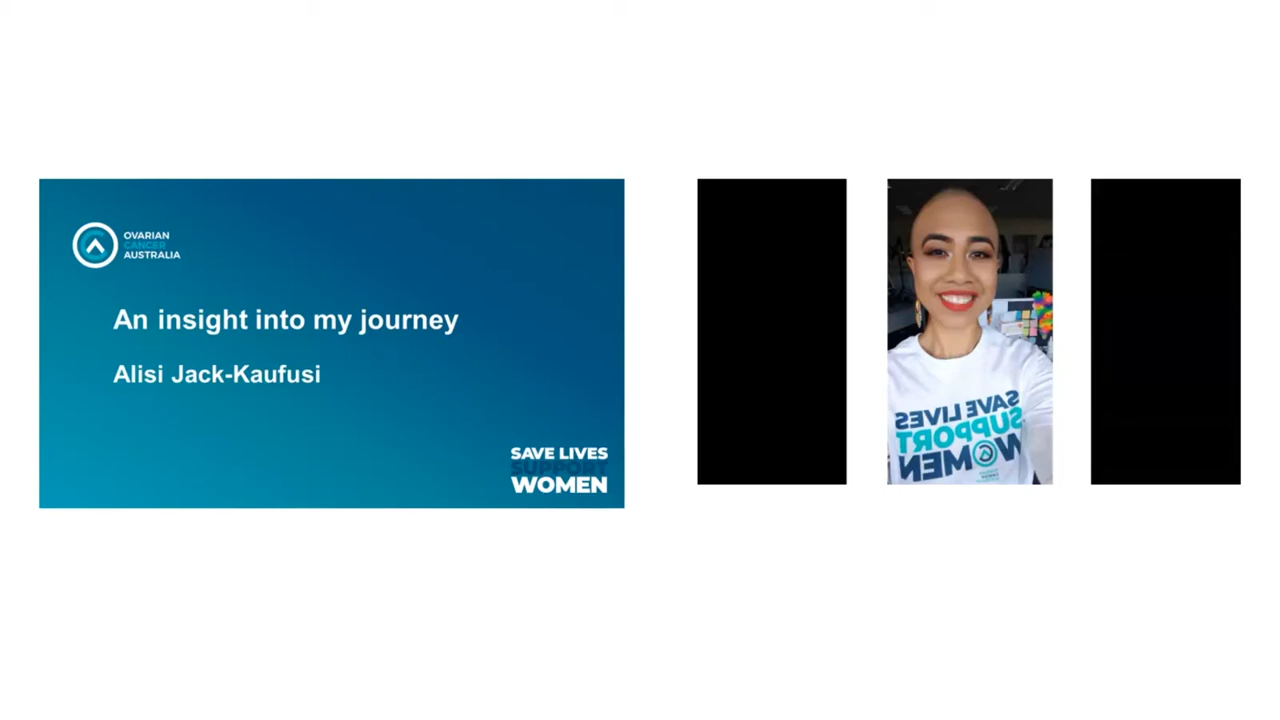 OVARIAN
CANCER
AUSTRALIA
An insight into my journey
Alisi Jack-Kaufusi
SAVE LIVES
SUPPORT
WOMEN
SAVE LIVES
SUPPORT
WOMEN